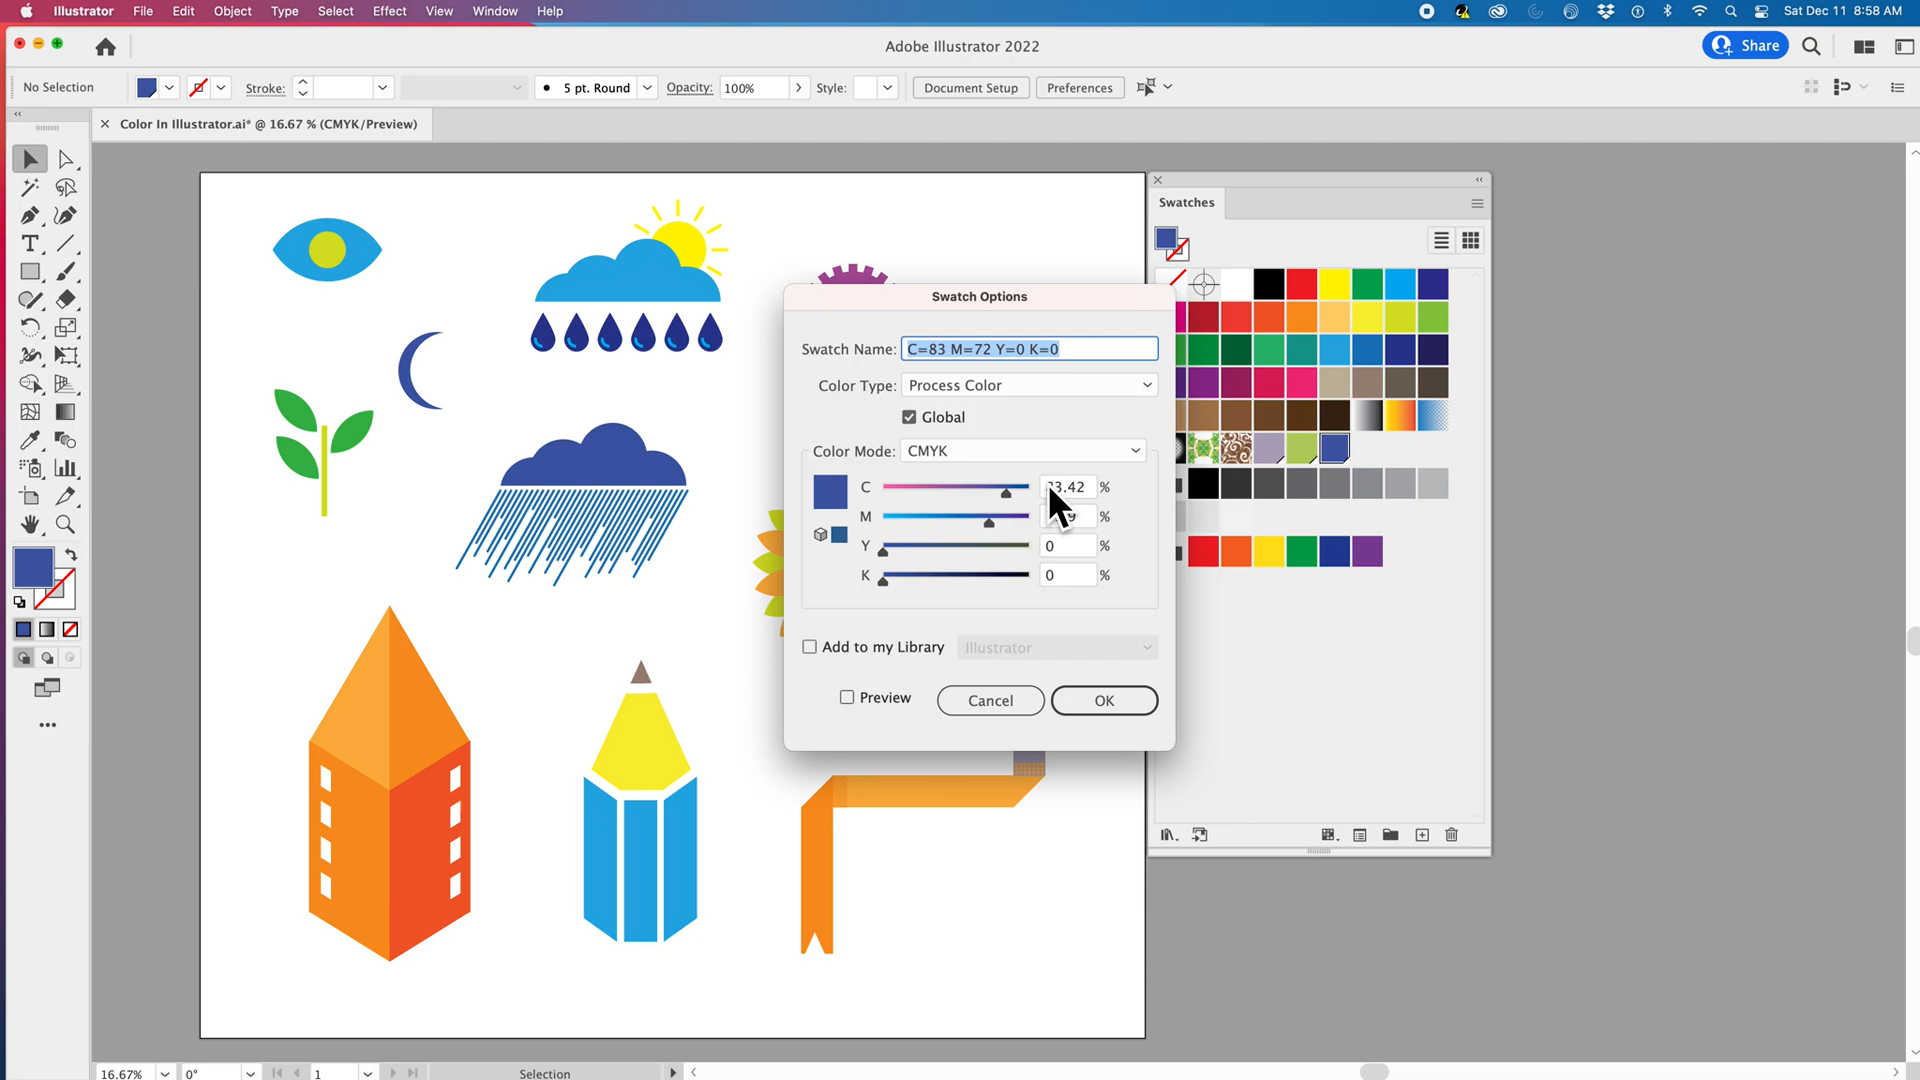 Illustrator File Edit Object Type Select Effect View Window Help
Sat Dec 11 8:58 AM
Adobe Illustrator 2022
Share
No Selection
Stroke:
5 pt. Round
Opacity: 100%
Style:
Document Setup
Preferences
Color In Illustrator.ai* @ 16.67 % (CMYK/Preview)
Swatches
Swatch Options
Swatch Name: C=83 M=72 Y=0 K=0
Color Type: Process Color
Global
Color Mode: CMYK
C %
M %
Y 0 %
K 0 %
Add to my Library Illustrator
Preview Cancel OK
16.67% 0° 1 Selection